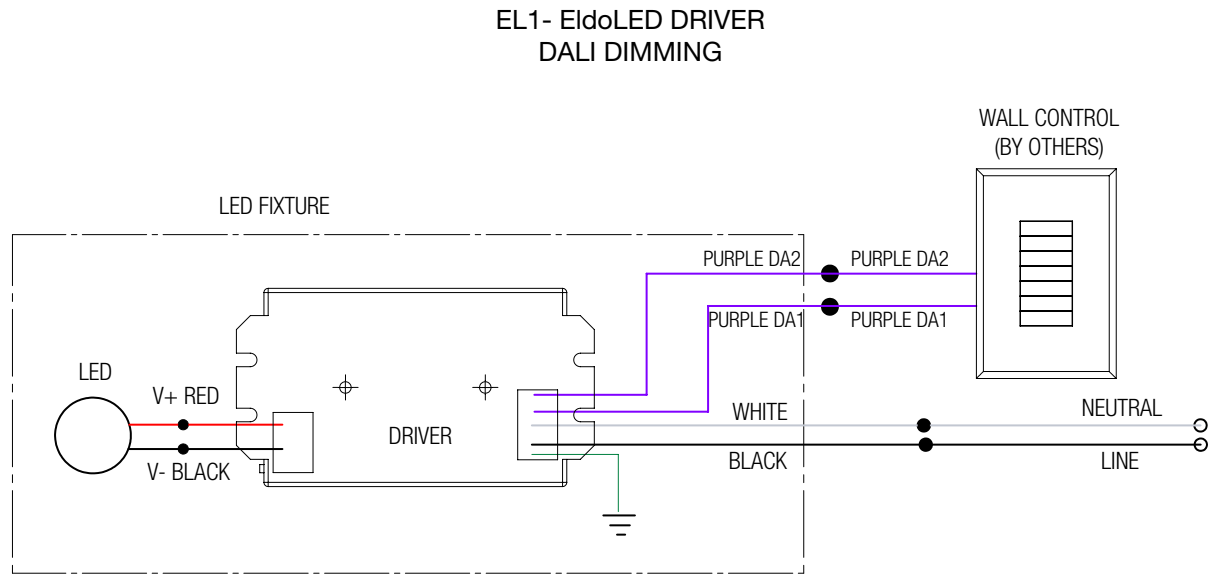 EL1- EldoLED DRIVER
DALI DIMMING
WALL CONTROL
(BY OTHERS)
LED FIXTURE
PURPLE DA2
PURPLE DA2
PURPLE DA1
PURPLE DA1
LED
V+ RED
DRIVER
WHITE
NEUTRAL
V- BLACK
BLACK
LINE